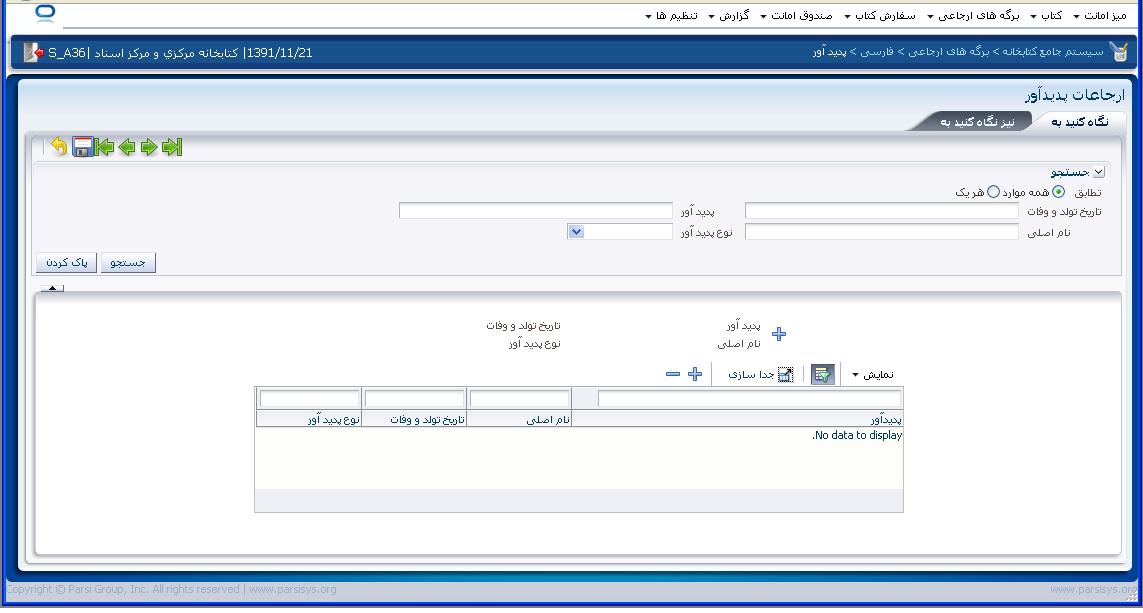 میز امانت کتاب برگه های ارجاعی سفارش کتاب صندوق امانت گزارش تنظیم ها
سیستم جامع کتابخانه > برگه های ارجاعی > فارسی > پدید آور
1391/11/21| کتابخانه مرکزي و مرکز اسناد |S_A36
ارجاعات پدیدآور
نگاه کنید به نیز نگاه کنید به
جستجو
تطابق همه موارد هر یک
تاریخ تولد و وفات پدید آور
نام اصلی نوع پدید آور
جستجو پاک کردن
پدید آور تاریخ تولد و وفات
نام اصلی نوع پدید آور
نمایش جدا سازی
پدیدآور نام اصلی تاریخ تولد و وفات نوع پدید آور
No data to display.
Copyright © Parsi Group, Inc. All rights reserved | www.parsisys.org
www.parsisys.org